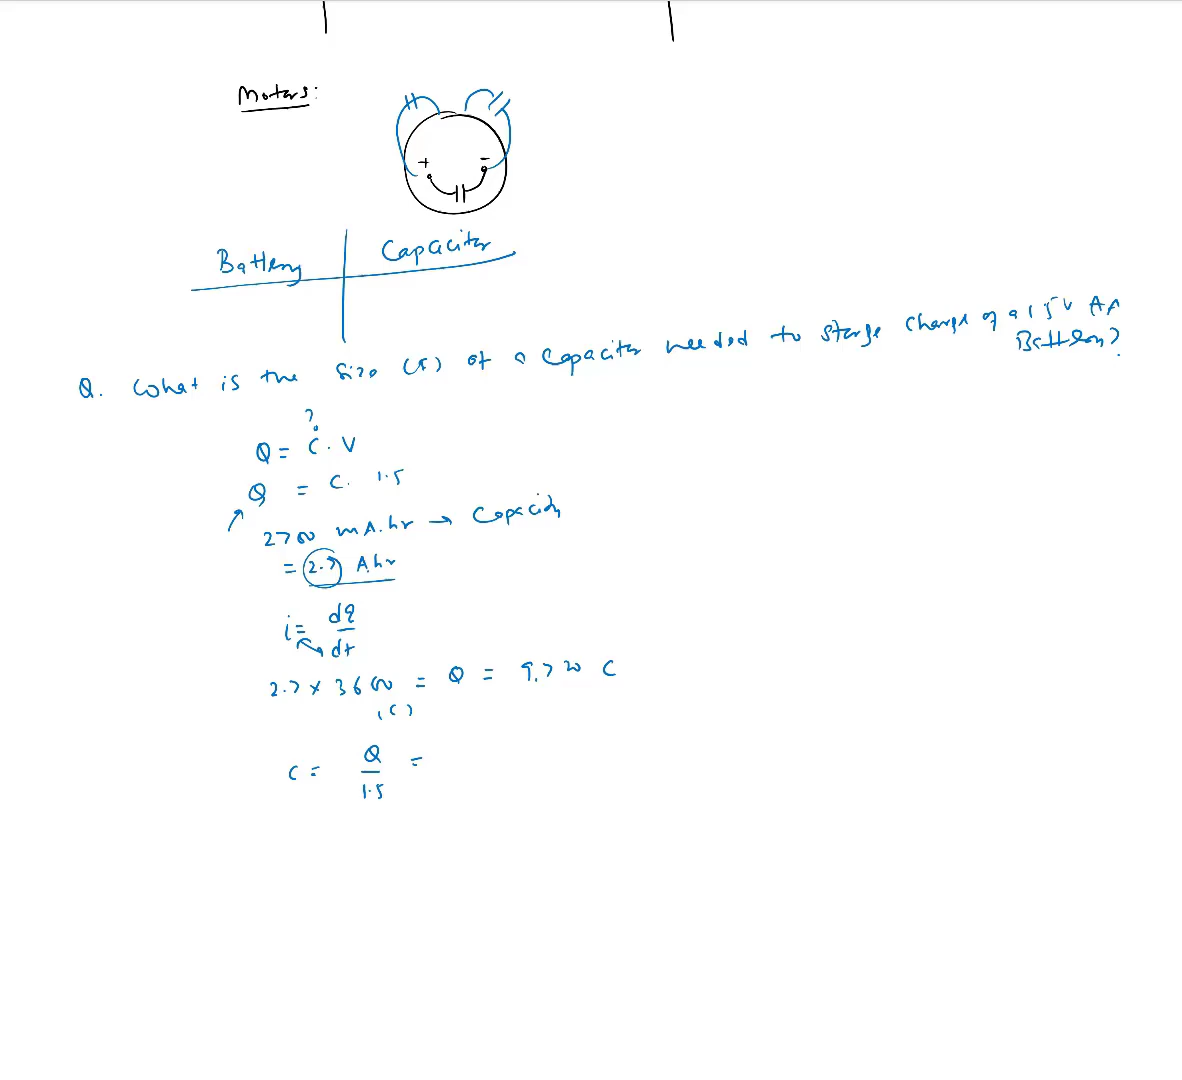 Motors:
+ -
Battery Capacitor
Q. What is the Size (F) of a Capacitor needed to storge charge of a 1.5V AA Battery?
?
Q = C . V
Q = C . 1.5
2700 mA.hr → Capacity
= 2.7 A.hr
i = dq/dt
2.7 x 3600 = Q = 9,720 C
(C)
C = Q/1.5 =